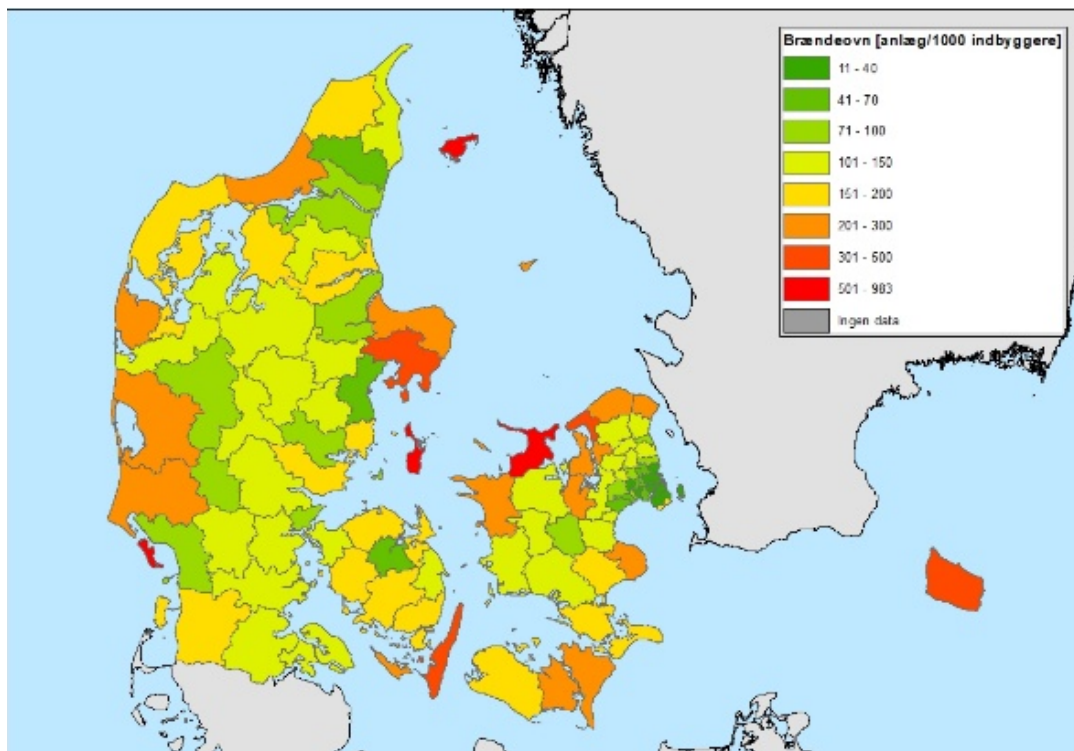 Brændeovn [anlæg/1000 indbyggere]
11 - 40
41 - 70
71 - 100
101 - 150
151 - 200
201 - 300
301 - 500
501 - 983
Ingen data